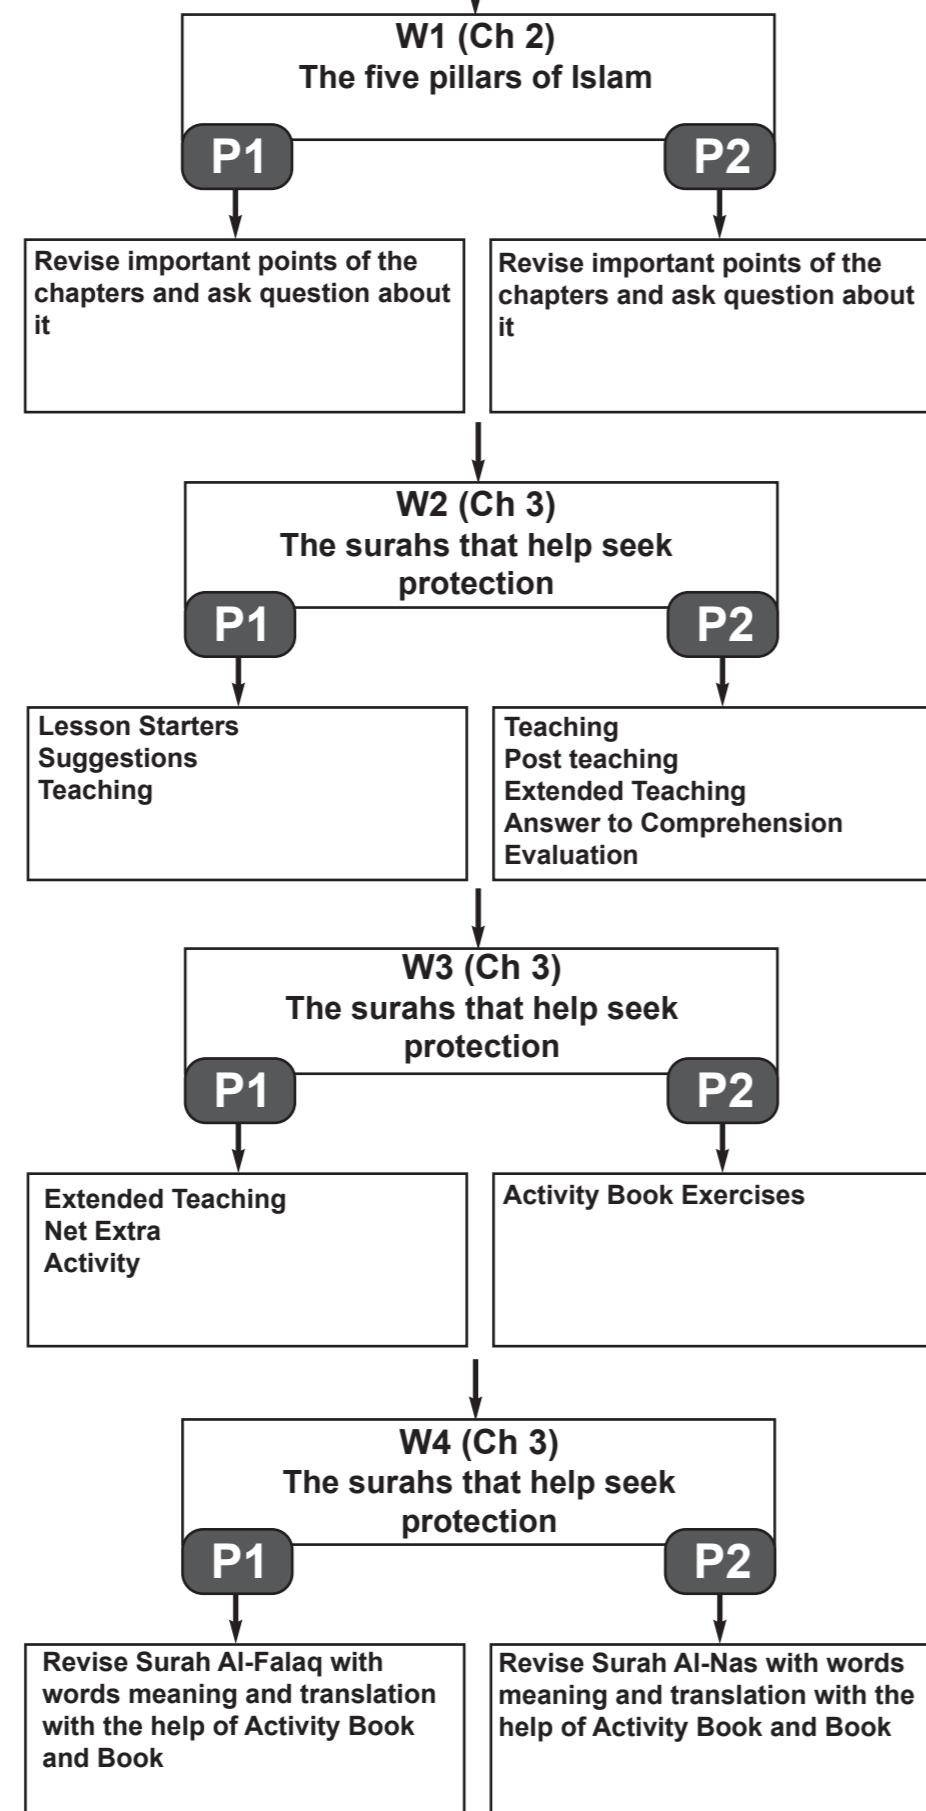 W1 (Ch 2)
The five pillars of Islam
P1
P2
Revise important points of the
chapters and ask question about
it
Revise important points of the
chapters and ask question about
it
W2 (Ch 3)
The surahs that help seek
protection
P1
P2
Lesson Starters
Suggestions
Teaching
Teaching
Post teaching
Extended Teaching
Answer to Comprehension
Evaluation
W3 (Ch 3)
The surahs that help seek
protection
P1
P2
Extended Teaching
Net Extra
Activity
Activity Book Exercises
W4 (Ch 3)
The surahs that help seek
protection
P1
P2
Revise Surah Al-Falaq with
words meaning and translation
with the help of Activity Book
and Book
Revise Surah Al-Nas with words
meaning and translation with the
help of Activity Book and Book